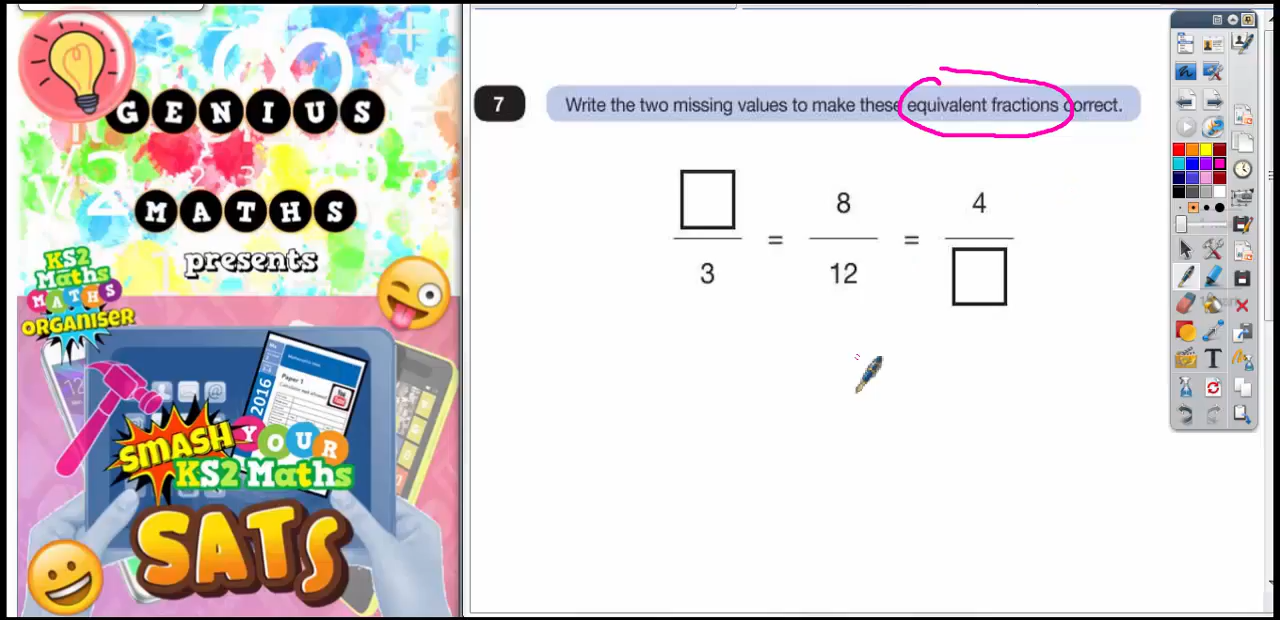 GENIUS
MATHS
presents
KS2
Maths
MATHS
ORGANISER
2016
Paper 1
SMASH YOUR
KS2 Maths
SATS
7
Write the two missing values to make these equivalent fractions correct.
8 4
= =
3 12